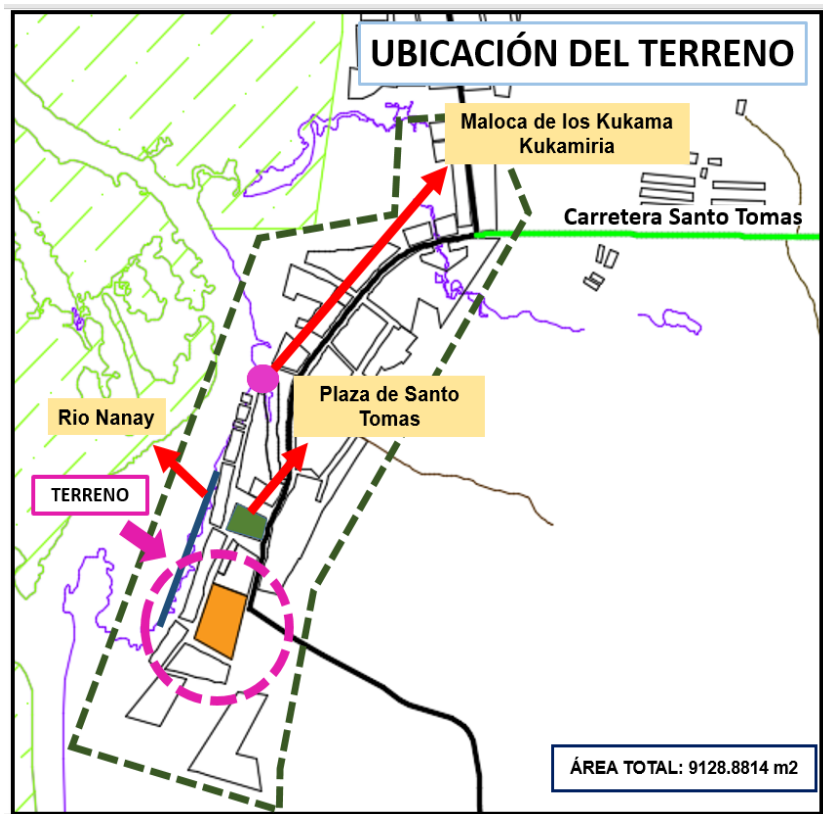 UBICACIÓN DEL TERRENO
Maloca de los Kukama
Kukamiria
Carretera Santo Tomas
Plaza de Santo
Tomas
Rio Nanay
TERRENO
ÁREA TOTAL: 9128.8814 m2